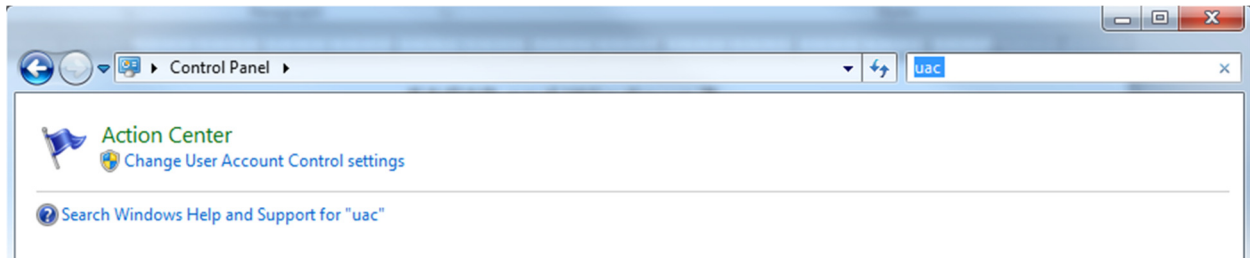 Control Panel
uac
Action Center
Change User Account Control settings
Search Windows Help and Support for "uac"